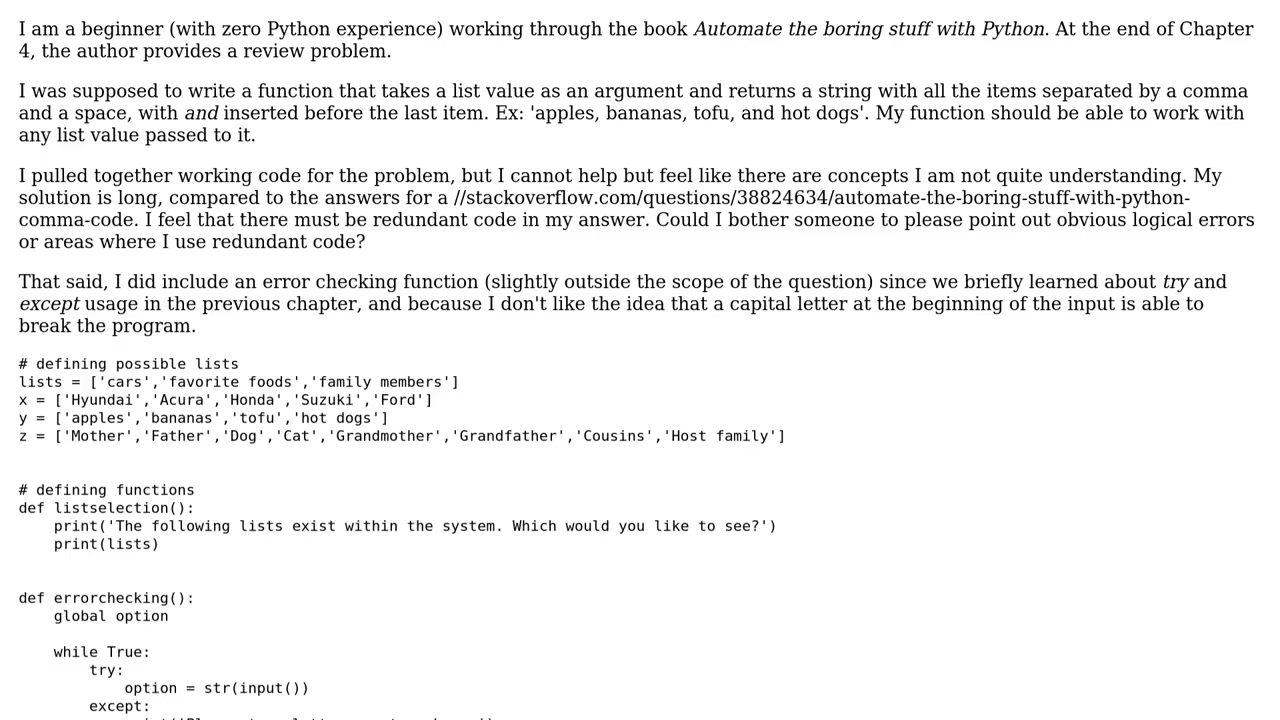 I am a beginner (with zero Python experience) working through the book Automate the boring stuff with Python. At the end of Chapter
4, the author provides a review problem.
I was supposed to write a function that takes a list value as an argument and returns a string with all the items separated by a comma
and a space, with and inserted before the last item. Ex: 'apples, bananas, tofu, and hot dogs'. My function should be able to work with
any list value passed to it.
I pulled together working code for the problem, but I cannot help but feel like there are concepts I am not quite understanding. My
solution is long, compared to the answers for a //stackoverflow.com/questions/38824634/automate-the-boring-stuff-with-python-
comma-code. I feel that there must be redundant code in my answer. Could I bother someone to please point out obvious logical errors
or areas where I use redundant code?
That said, I did include an error checking function (slightly outside the scope of the question) since we briefly learned about try and
except usage in the previous chapter, and because I don't like the idea that a capital letter at the beginning of the input is able to
break the program.
# defining possible lists
lists = ['cars','favorite foods','family members']
x = ['Hyundai','Acura','Honda','Suzuki','Ford']
y = ['apples','bananas','tofu','hot dogs']
z = ['Mother','Father','Dog','Cat','Grandmother','Grandfather','Cousins','Host family']
# defining functions
def listselection():
    print('The following lists exist within the system. Which would you like to see?')
    print(lists)
def errorchecking():
    global option
    while True:
        try:
            option = str(input())
        except: